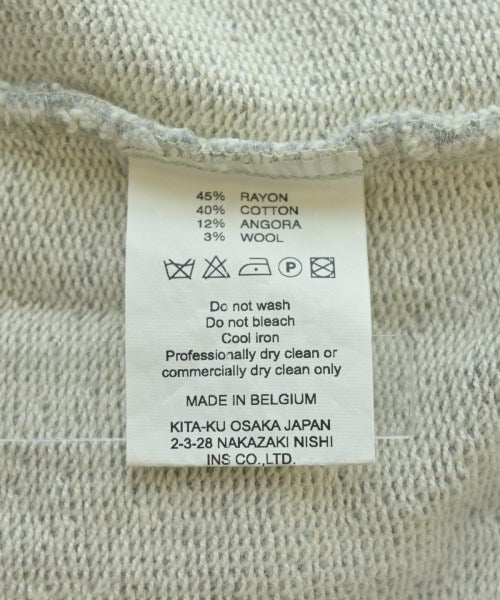 45% RAYON
40% COTTON
12% ANGORA
3% WOOL
P
Do not wash
Do not bleach
Cool iron
Professionally dry clean or
commercially dry clean only
MADE IN BELGIUM
KITA-KU OSAKA JAPAN
2-3-28 NAKAZAKI NISHI
INS CO.,LTD.